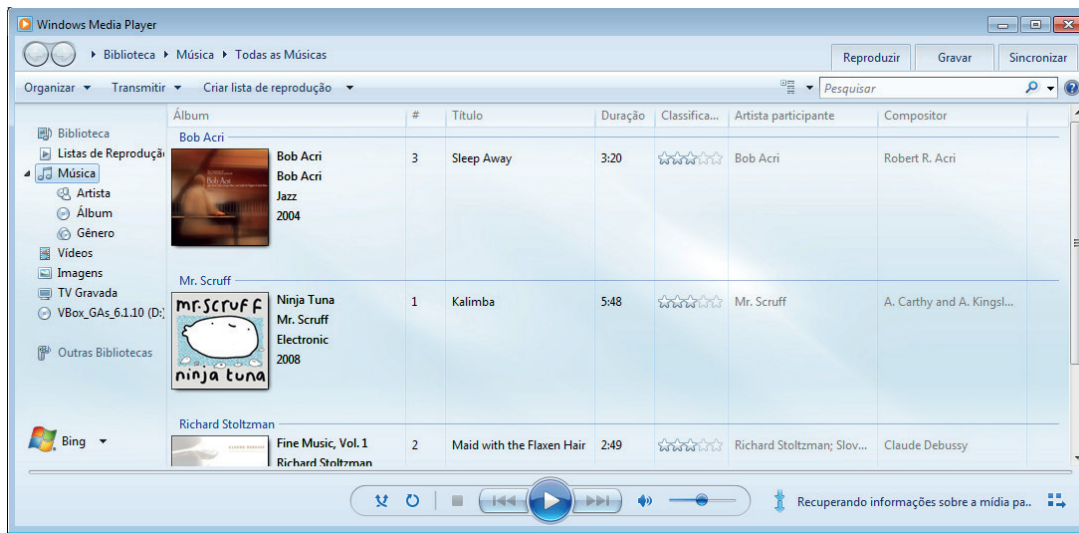 Windows Media Player
Biblioteca Música Todas as Músicas
Reproduzir Gravar Sincronizar
Organizar Transmitir Criar lista de reprodução
Pesquisar
Álbum # Título Duração Classifica... Artista participante Compositor
Biblioteca
Listas de Reproduçã
Música
Artista
Álbum
Gênero
Vídeos
Imagens
TV Gravada
VBox_GAs_6.1.10 (D:)
Outras Bibliotecas
Bing
Bob Acri
Bob Acri
Bob Acri
Bob Acri
Jazz
2004
3 Sleep Away 3:20 Bob Acri Robert R. Acri
Mr. Scruff
mr.scruff
ninja tuna
Ninja Tuna
Mr. Scruff
Electronic
2008
1 Kalimba 5:48 Mr. Scruff A. Carthy and A. Kingsl...
Richard Stoltzman
Fine Music, Vol. 1
Richard Stoltzman
2 Maid with the Flaxen Hair 2:49 Richard Stoltzman; Slov... Claude Debussy
Recuperando informações sobre a mídia pa..